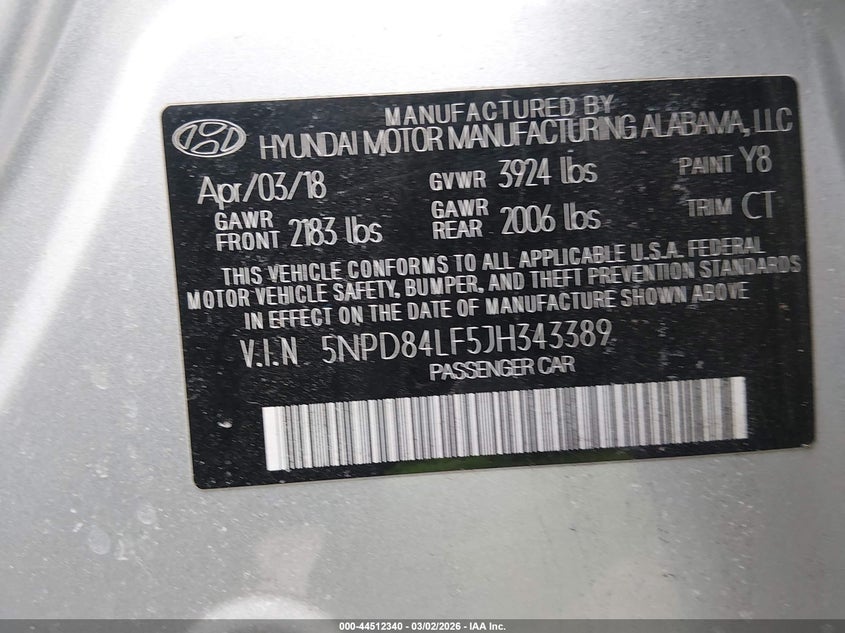 MANUFACTURED BY
HYUNDAI MOTOR MANUFACTURING ALABAMA, LLC
Apr/03/18 GVWR 3924 lbs PAINT Y8
GAWR FRONT 2183 lbs GAWR REAR 2006 lbs TRIM CT
THIS VEHICLE CONFORMS TO ALL APPLICABLE U.S.A. FEDERAL
MOTOR VEHICLE SAFETY, BUMPER, AND THEFT PREVENTION STANDARDS
IN EFFECT ON THE DATE OF MANUFACTURE SHOWN ABOVE
V.I.N 5NPD84LF5JH343389
PASSENGER CAR
000-44512340 — 03/02/2026 — IAA Inc.